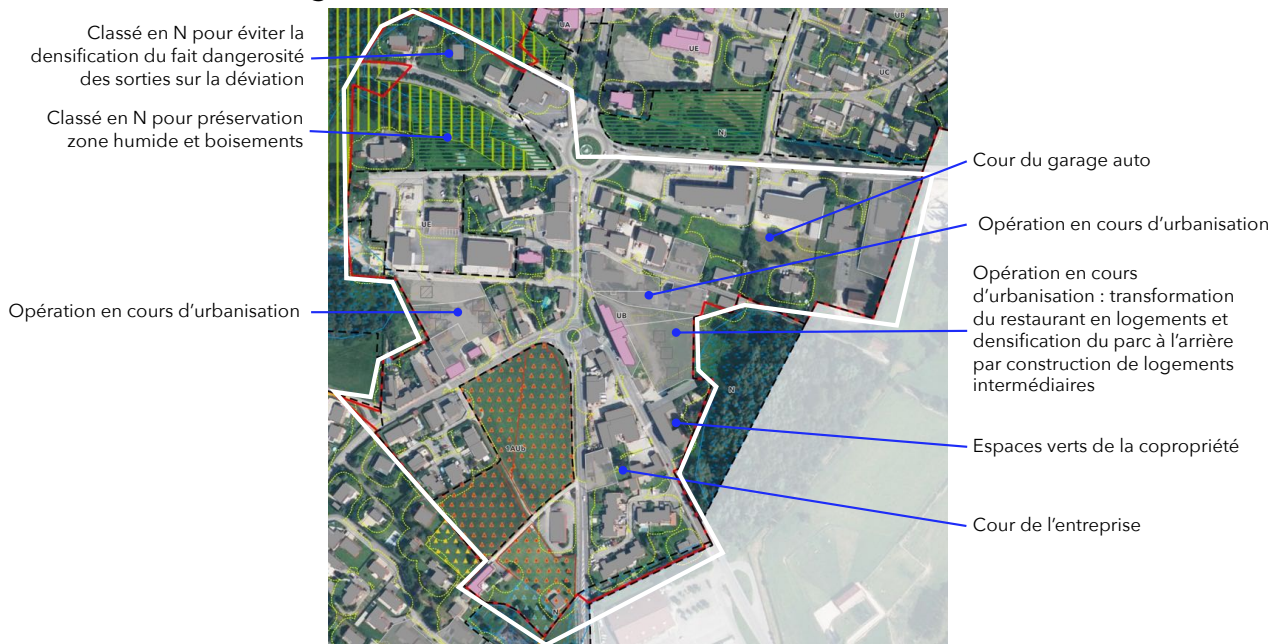 Classé en N pour éviter la
densification du fait dangerosité
des sorties sur la déviation
Classé en N pour préservation
zone humide et boisements
Opération en cours d'urbanisation
Cour du garage auto
Opération en cours d'urbanisation
Opération en cours
d'urbanisation : transformation
du restaurant en logements et
densification du parc à l'arrière
par construction de logements
intermédiaires
Espaces verts de la copropriété
Cour de l'entreprise
UA
UE
UB
UC
Nj
UE
UB
N
1AUb
N